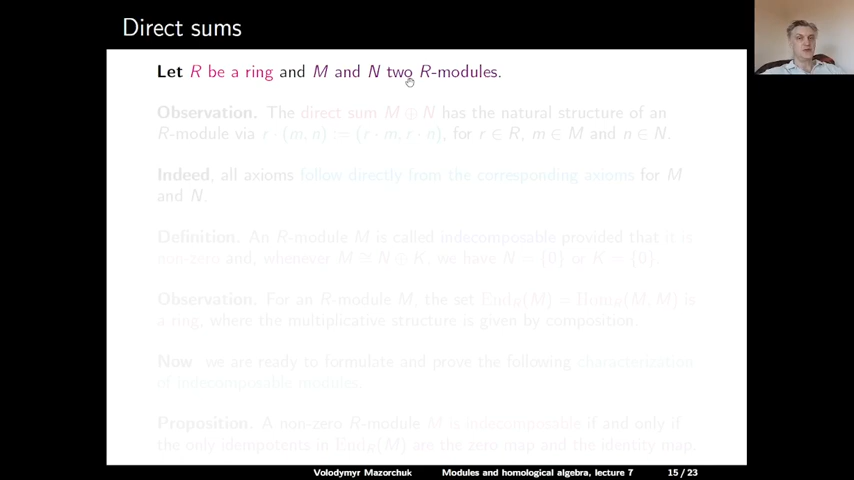 Direct sums
Let R be a ring and M and N two R-modules.
Observation. The direct sum M ⊕ N has the natural structure of an
R-module via r · (m, n) := (r · m, r · n), for r ∈ R, m ∈ M and n ∈ N.
Indeed, all axioms follow directly from the corresponding axioms for M
and N.
Definition. An R-module M is called indecomposable provided that it is
non-zero and, whenever M ≅ N ⊕ K, we have N = {0} or K = {0}.
Observation. For an R-module M, the set End_R(M) = Hom_R(M, M) is
a ring, where the multiplicative structure is given by composition.
Now we are ready to formulate and prove the following characterization
of indecomposable modules.
Proposition. A non-zero R-module M is indecomposable if and only if
the only idempotents in End_R(M) are the zero map and the identity map.
Volodymyr Mazorchuk Modules and homological algebra, lecture 7 15 / 23